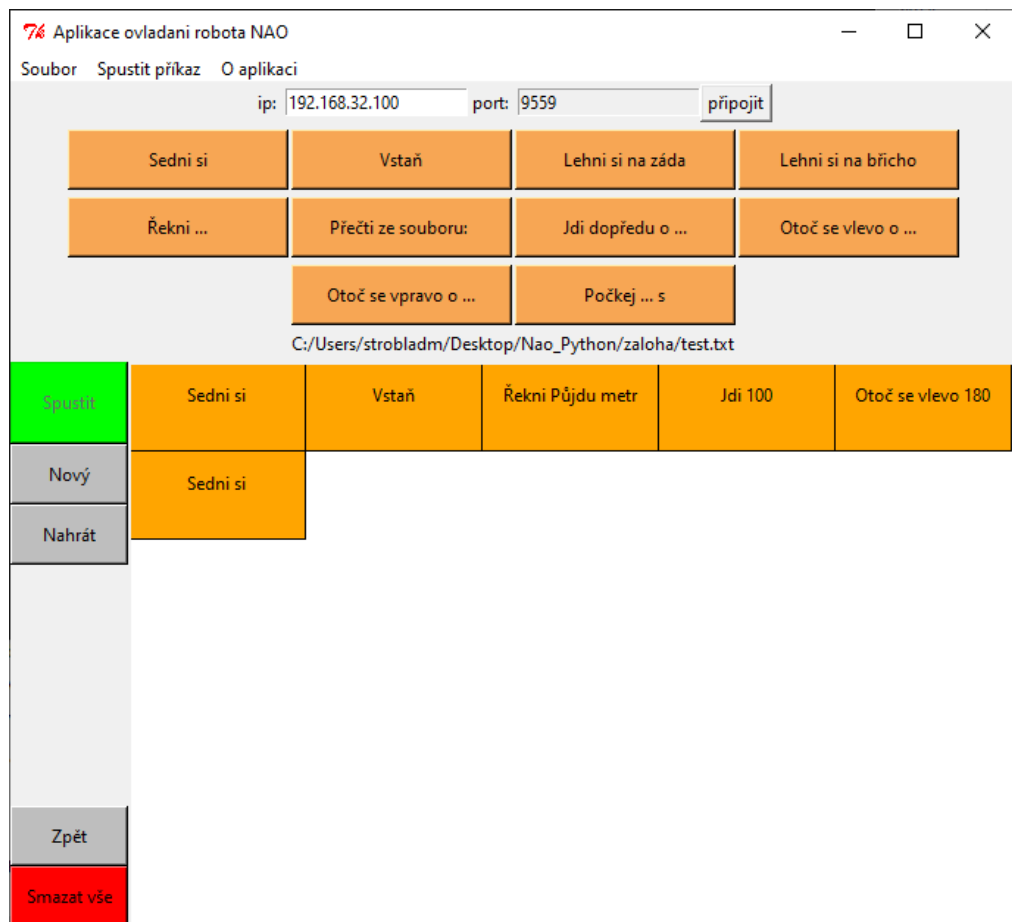 Aplikace ovladani robota NAO
Soubor Spustit příkaz O aplikaci
ip: 192.168.32.100 port: 9559 připojit
Sedni si Vstaň Lehni si na záda Lehni si na břicho
Řekni ... Přečti ze souboru: Jdi dopředu o ... Otoč se vlevo o ...
Otoč se vpravo o ... Počkej ... s
C:/Users/strobladm/Desktop/Nao_Python/zaloha/test.txt
Spustit Sedni si Vstaň Řekni Půjdu metr Jdi 100 Otoč se vlevo 180
Nový Sedni si
Nahrát
Zpět
Smazat vše